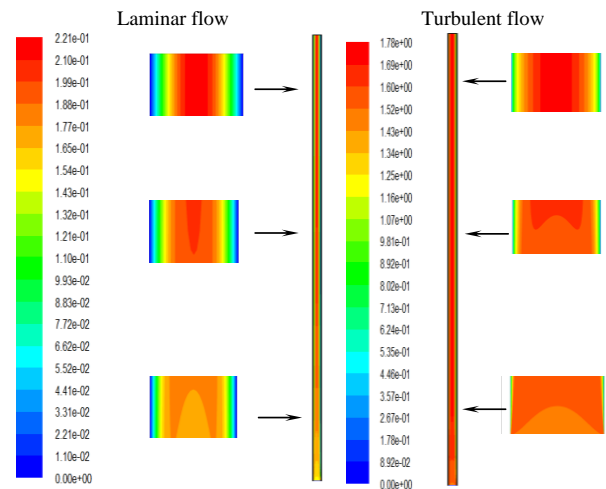 Laminar flow
Turbulent flow
2.21e-01
2.10e-01
1.99e-01
1.88e-01
1.77e-01
1.66e-01
1.54e-01
1.43e-01
1.32e-01
1.21e-01
1.10e-01
9.93e-02
8.83e-02
7.72e-02
6.62e-02
5.52e-02
4.41e-02
3.31e-02
2.21e-02
1.10e-02
0.00e+00
1.78e+00
1.69e+00
1.60e+00
1.52e+00
1.43e+00
1.34e+00
1.25e+00
1.16e+00
1.07e+00
9.81e-01
8.92e-01
8.02e-01
7.13e-01
6.24e-01
5.35e-01
4.46e-01
3.57e-01
2.67e-01
1.78e-01
8.92e-02
0.00e+00